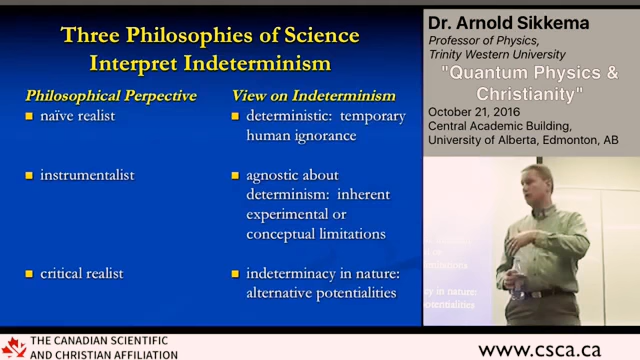 Three Philosophies of Science
Interpret Indeterminism
Philosophical Perpective
View on Indeterminism
naïve realist
deterministic: temporary
human ignorance
instrumentalist
agnostic about
determinism: inherent
experimental or
conceptual limitations
critical realist
indeterminacy in nature:
alternative potentialities
Dr. Arnold Sikkema
Professor of Physics,
Trinity Western University
"Quantum Physics &
Christianity"
October 21, 2016
Central Academic Building,
University of Alberta, Edmonton, AB
y in nature:
potentialities
THE CANADIAN SCIENTIFIC
AND CHRISTIAN AFFILIATION
www.csca.ca